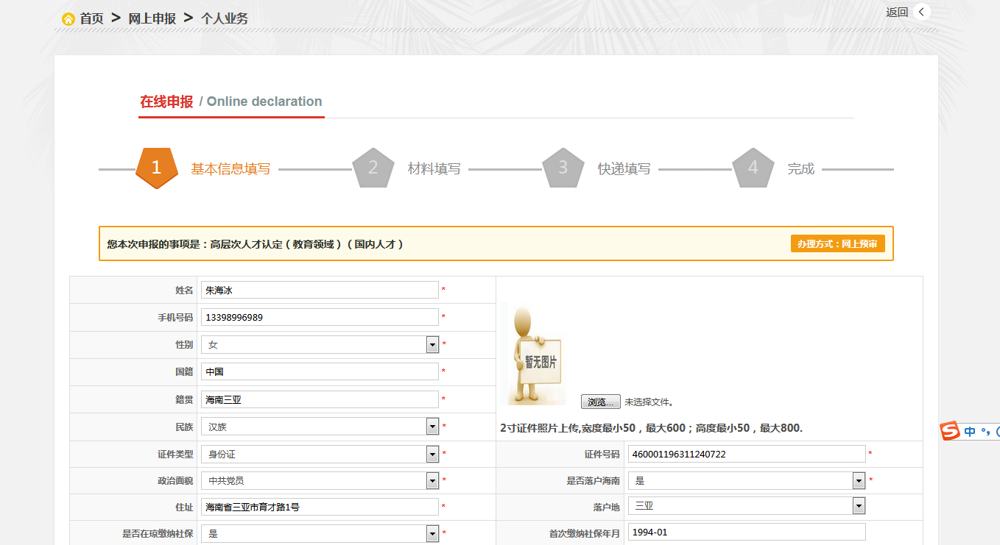 首页 > 网上申报 > 个人业务
返回
在线申报 / Online declaration
1 基本信息填写 2 材料填写 3 快递填写 4 完成
您本次申报的事项是：高层次人才认定（教育领域）（国内人才）
办理方式：网上预审
姓名 朱海冰 *
手机号码 13398996989 *
性别 女 *
国籍 中国 *
籍贯 海南三亚 *
民族 汉族 *
暂无图片
浏览... 未选择文件。
2寸证件照片上传,宽度最小50，最大600；高度最小50，最大800.
证件类型 身份证 * 证件号码 460001196311240722 *
政治面貌 中共党员 * 是否落户海南 是 *
住址 海南省三亚市育才路1号 * 落户地 三亚
是否在琼缴纳社保 是 * 首次缴纳社保年月 1994-01
S 中 °,